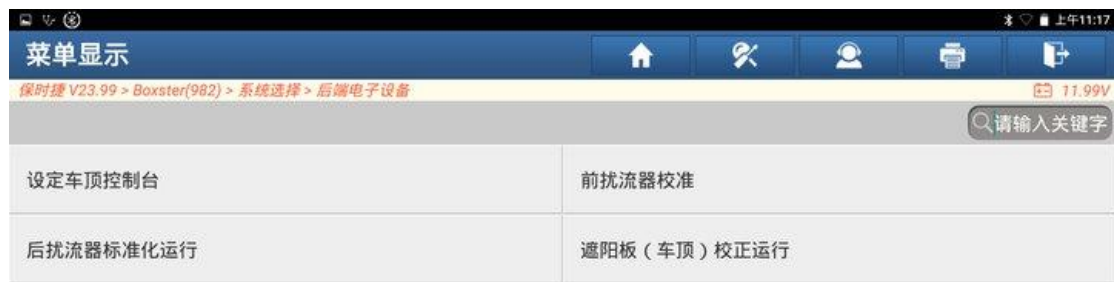 上午11:17
菜单显示
保时捷 V23.99 > Boxster(982) > 系统选择 > 后端电子设备 11.99V
请输入关键字
设定车顶控制台 前扰流器校准
后扰流器标准化运行 遮阳板（车顶）校正运行